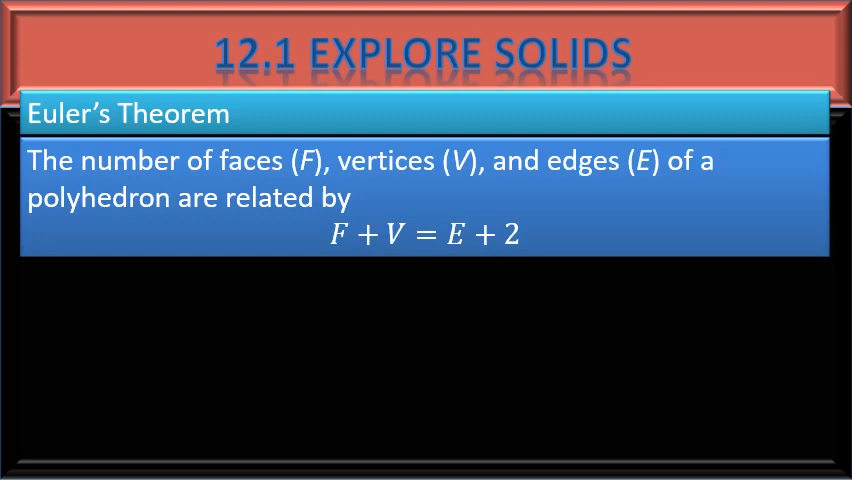 12.1 EXPLORE SOLIDS
Euler’s Theorem
The number of faces (F), vertices (V), and edges (E) of a
polyhedron are related by
F + V = E + 2